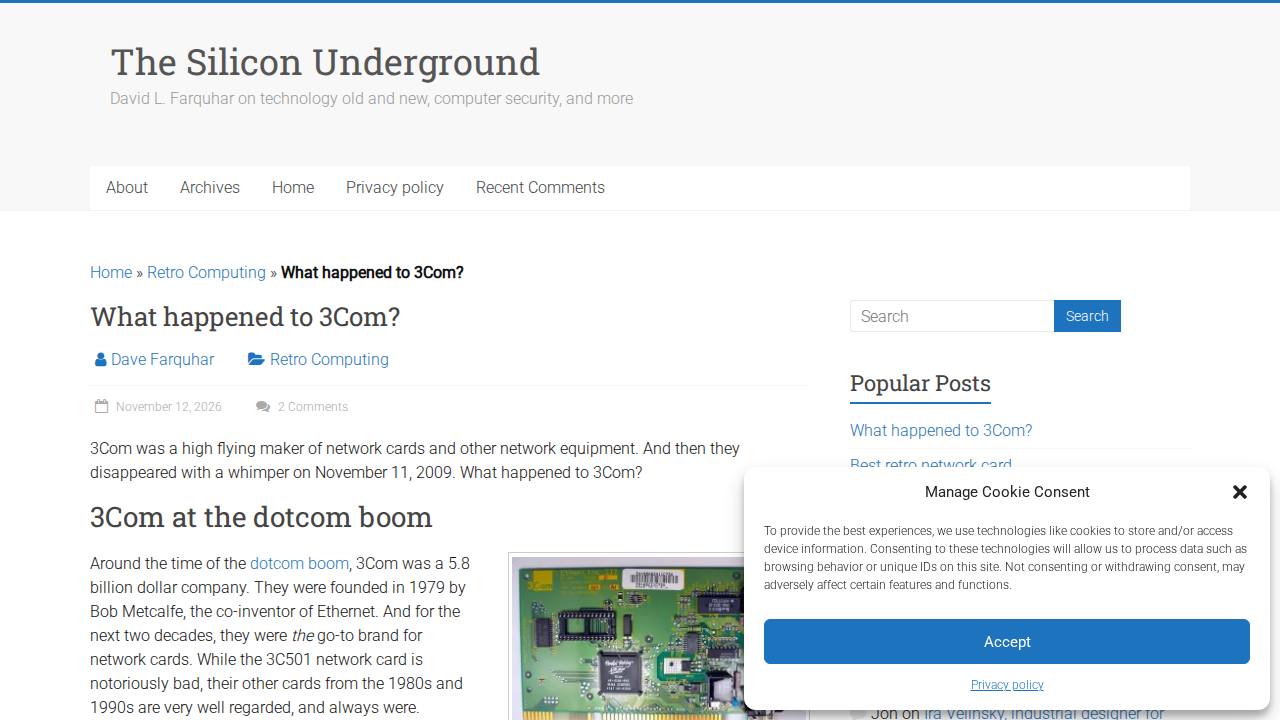 The Silicon Underground
David L. Farquhar on technology old and new, computer security, and more
About Archives Home Privacy policy Recent Comments
Home » Retro Computing » What happened to 3Com?
What happened to 3Com?
Dave Farquhar Retro Computing
November 12, 2026 2 Comments
3Com was a high flying maker of network cards and other network equipment. And then they
disappeared with a whimper on November 11, 2009. What happened to 3Com?
3Com at the dotcom boom
Around the time of the dotcom boom, 3Com was a 5.8
billion dollar company. They were founded in 1979 by
Bob Metcalfe, the co-inventor of Ethernet. And for the
next two decades, they were the go-to brand for
network cards. While the 3C501 network card is
notoriously bad, their other cards from the 1980s and
1990s are very well regarded, and always were.
Search Search
Popular Posts
What happened to 3Com?
Best retro network card
Manage Cookie Consent
To provide the best experiences, we use technologies like cookies to store and/or access
device information. Consenting to these technologies will allow us to process data such as
browsing behavior or unique IDs on this site. Not consenting or withdrawing consent, may
adversely affect certain features and functions.
Accept
Privacy policy
Jon on Ira Velinsky, industrial designer for